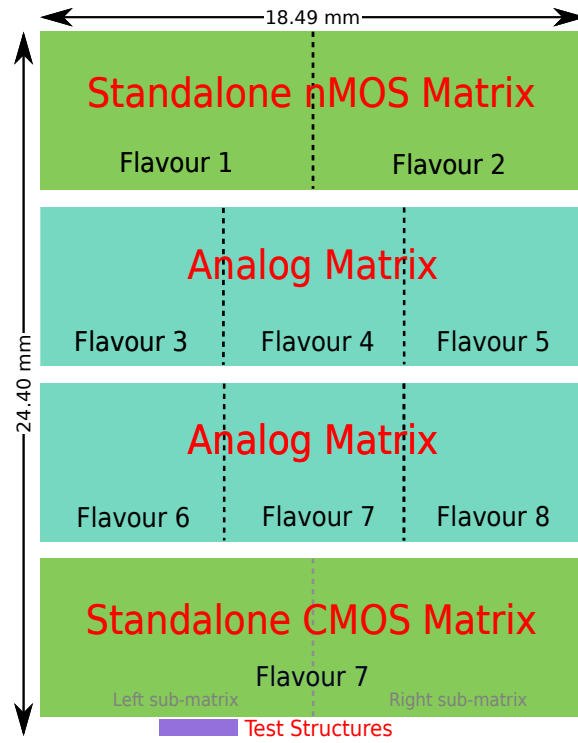 18.49 mm
24.40 mm
Standalone nMOS Matrix
Flavour 1
Flavour 2
Analog Matrix
Flavour 3
Flavour 4
Flavour 5
Analog Matrix
Flavour 6
Flavour 7
Flavour 8
Standalone CMOS Matrix
Flavour 7
Left sub-matrix
Right sub-matrix
Test Structures